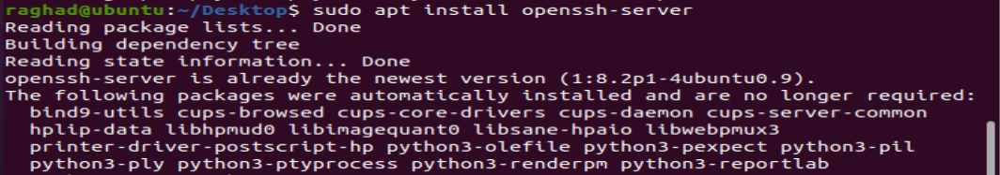 raghad@ubuntu:~/Desktop$ sudo apt install openssh-server
Reading package lists... Done
Building dependency tree
Reading state information... Done
openssh-server is already the newest version (1:8.2p1-4ubuntu0.9).
The following packages were automatically installed and are no longer required:
  bind9-utils cups-browsed cups-core-drivers cups-daemon cups-server-common
  hplip-data libhpmud0 libimagequant0 libsane-hpaio libwebpmux3
  printer-driver-postscript-hp python3-olefile python3-pexpect python3-pil
  python3-ply python3-ptyprocess python3-renderpm python3-reportlab